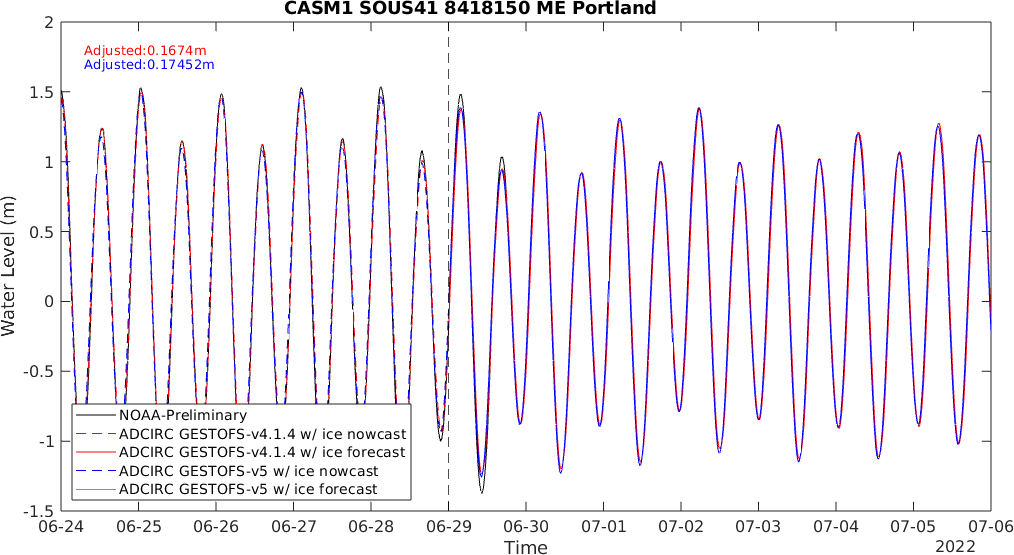 CASM1 SOUS41 8418150 ME Portland
Adjusted:0.1674m
Adjusted:0.17452m
Water Level (m)
2
1.5
1
0.5
0
-0.5
-1
-1.5
NOAA-Preliminary
ADCIRC GESTOFS-v4.1.4 w/ ice nowcast
ADCIRC GESTOFS-v4.1.4 w/ ice forecast
ADCIRC GESTOFS-v5 w/ ice nowcast
ADCIRC GESTOFS-v5 w/ ice forecast
06-24 06-25 06-26 06-27 06-28 06-29 06-30 07-01 07-02 07-03 07-04 07-05 07-06
Time
2022